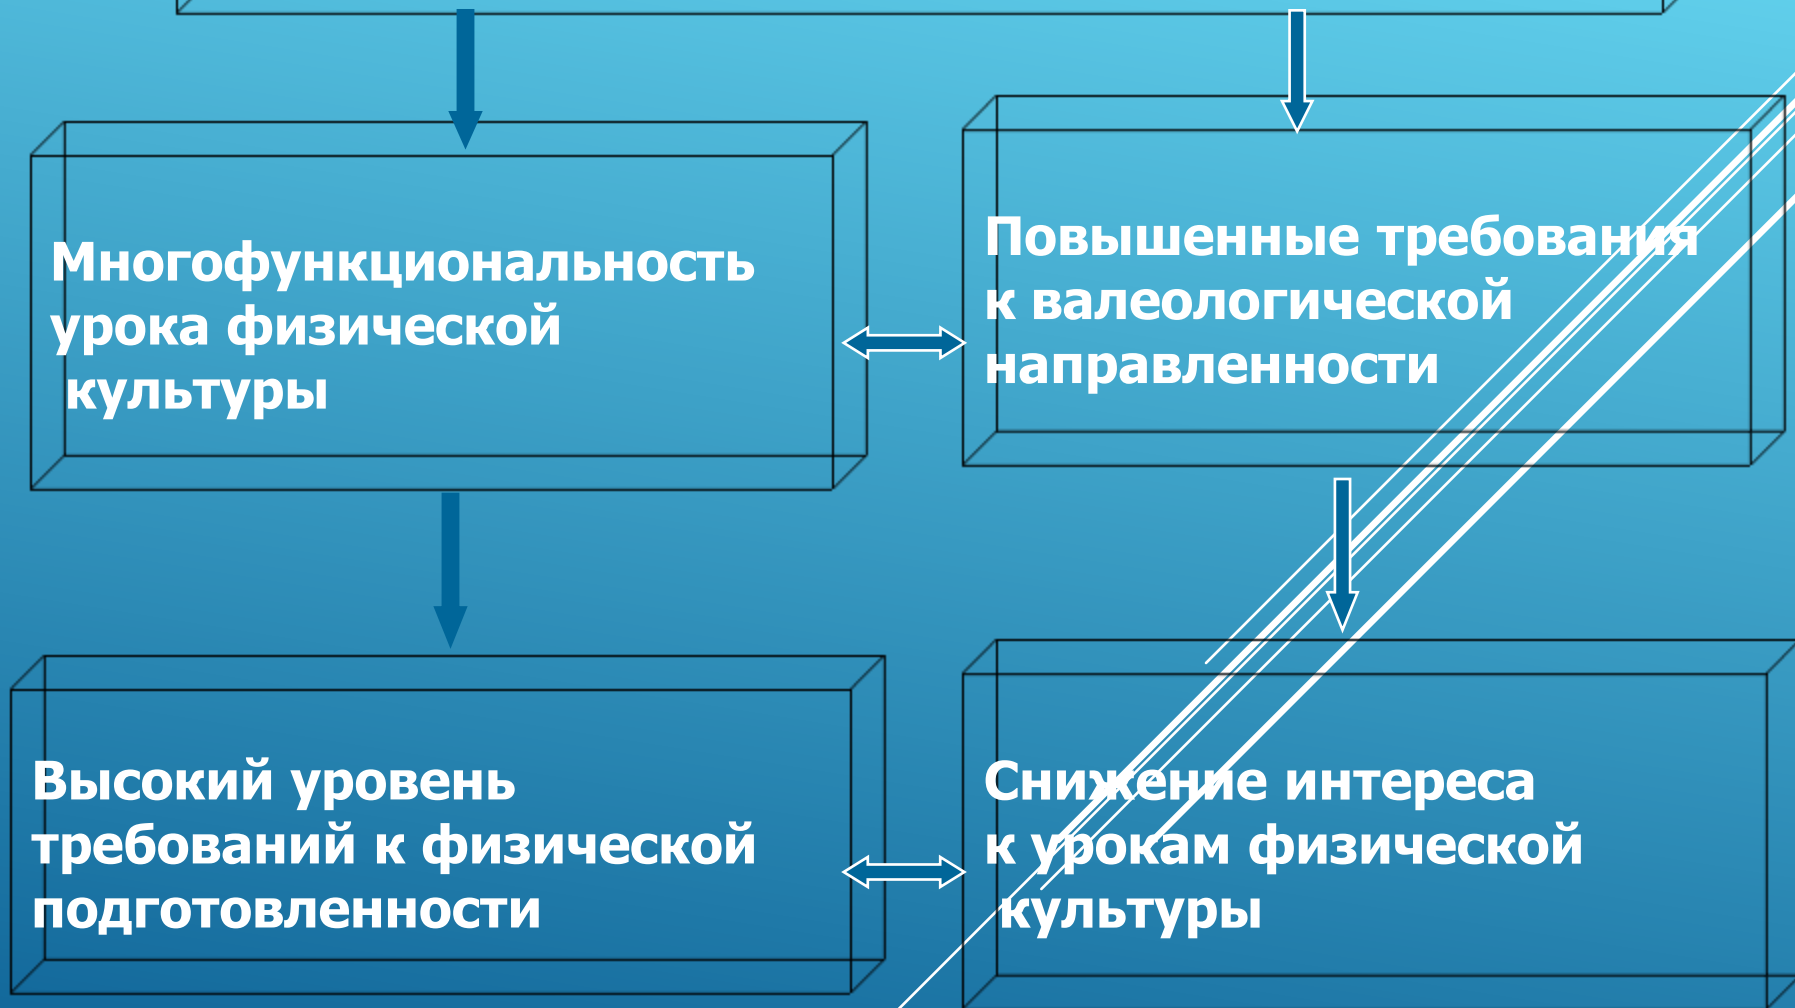 Многофункциональность
урока физической
культуры
Повышенные требования
к валеологической
направленности
Высокий уровень
требований к физической
подготовленности
Снижение интереса
к урокам физической
культуры